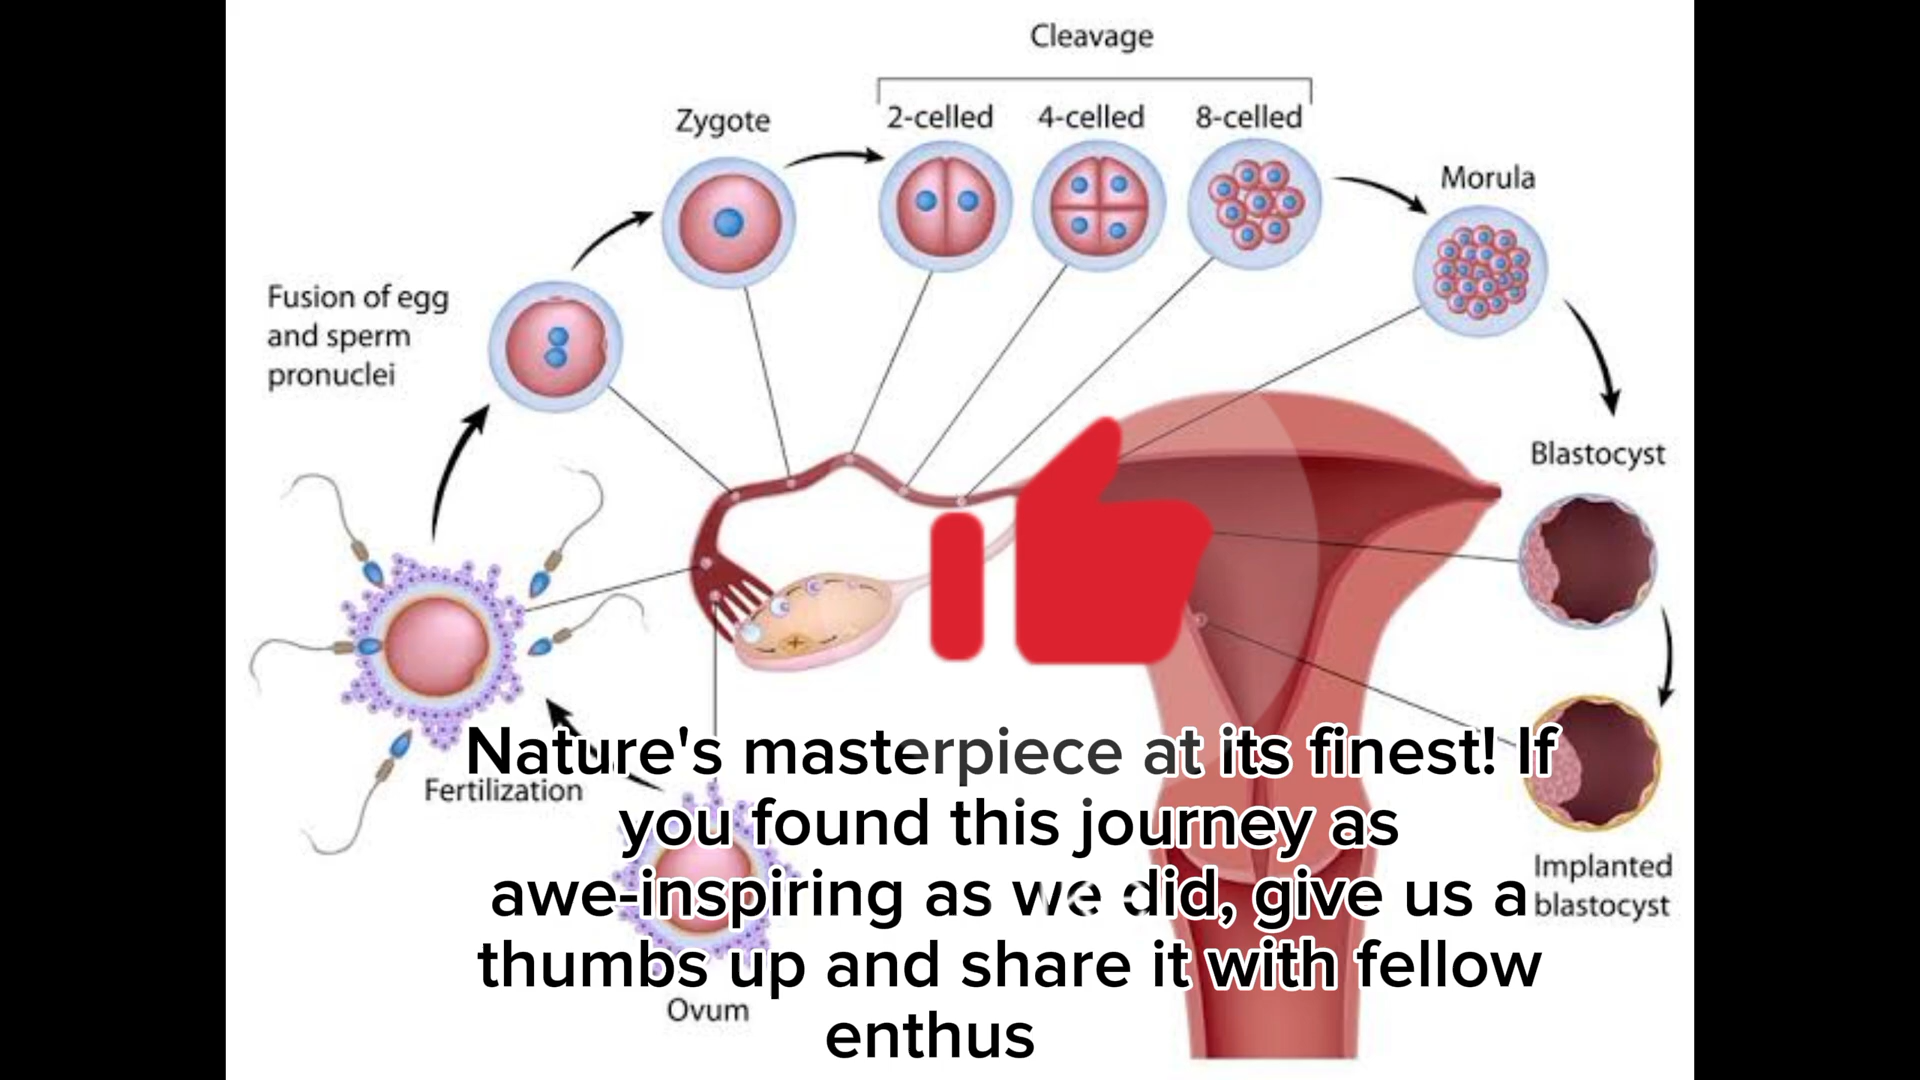 Cleavage
Zygote
2-celled
4-celled
8-celled
Morula
Fusion of egg
and sperm
pronuclei
Blastocyst
Fertilization
Implanted
blastocyst
Ovum
Nature's masterpiece at its finest! If
you found this journey as
awe-inspiring as we did, give us a
thumbs up and share it with fellow
enthus